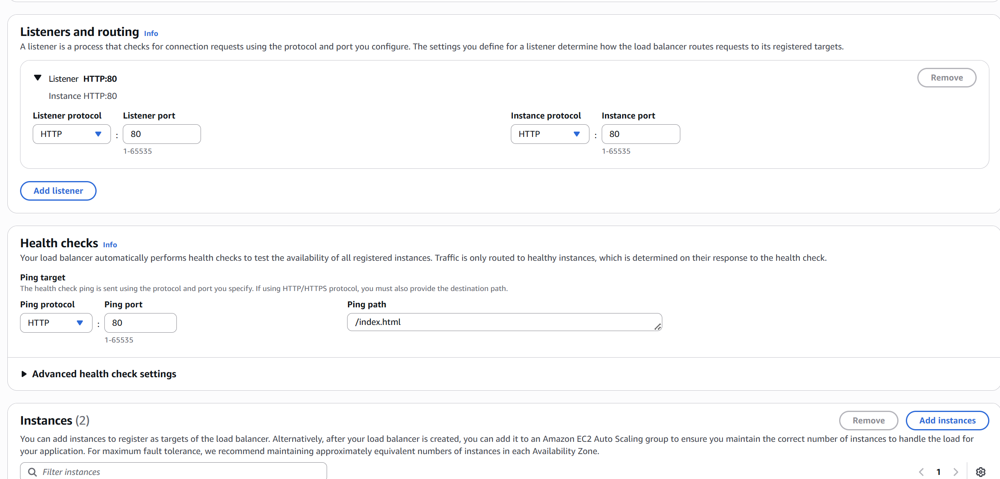 Listeners and routing Info
A listener is a process that checks for connection requests using the protocol and port you configure. The settings you define for a listener determine how the load balancer routes requests to its registered targets.
Listener HTTP:80
Remove
Instance HTTP:80
Listener protocol Listener port Instance protocol Instance port
HTTP : 80 HTTP : 80
1-65535 1-65535
Add listener
Health checks Info
Your load balancer automatically performs health checks to test the availability of all registered instances. Traffic is only routed to healthy instances, which is determined on their response to the health check.
Ping target
The health check ping is sent using the protocol and port you specify. If using HTTP/HTTPS protocol, you must also provide the destination path.
Ping protocol Ping port Ping path
HTTP : 80 /index.html
1-65535
Advanced health check settings
Instances (2) Remove Add instances
You can add instances to register as targets of the load balancer. Alternatively, after your load balancer is created, you can add it to an Amazon EC2 Auto Scaling group to ensure you maintain the correct number of instances to handle the load for
your application. For maximum fault tolerance, we recommend maintaining approximately equivalent numbers of instances in each Availability Zone.
Filter instances 1